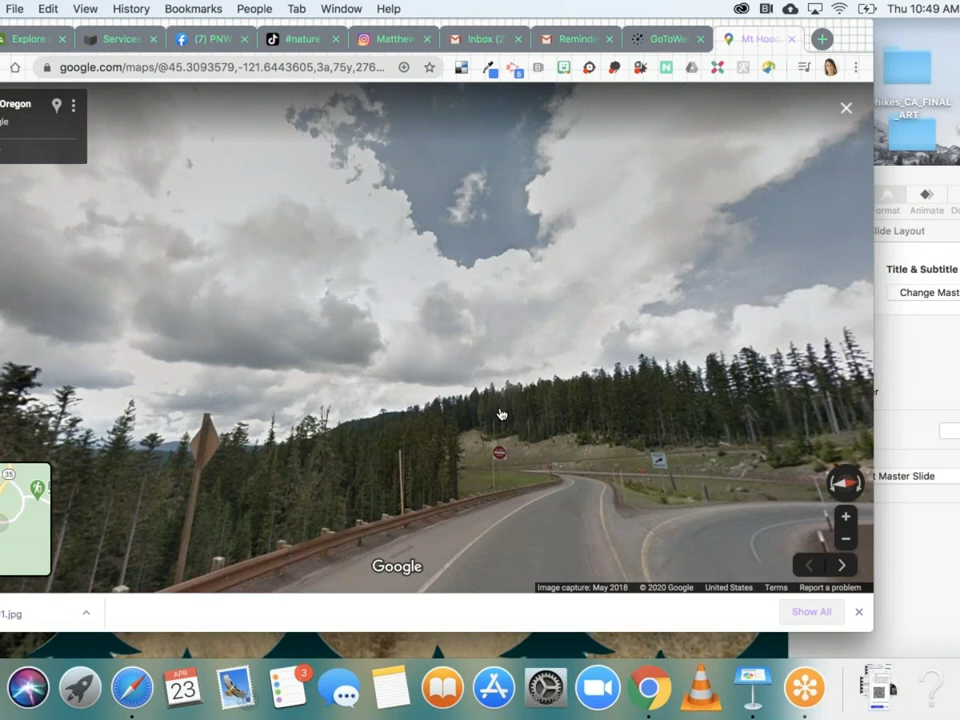 File Edit View History Bookmarks People Tab Window Help Thu 10:49 AM
Explore
Services
(7) PNW
#nature
Matthew
Inbox (2
Reminde
GoToWe
Mt Hood
google.com/maps/@45.3093579,-121.6443605,3a,75y,276...
Oregon
gle
hikes_CA_FINAL
_ART
Format Animate Do
lide Layout
Title & Subtitle
Change Mast
t Master Slide
35
Google
Image capture: May 2018 © 2020 Google United States Terms Report a problem
1.jpg
Show All
APR
23
3